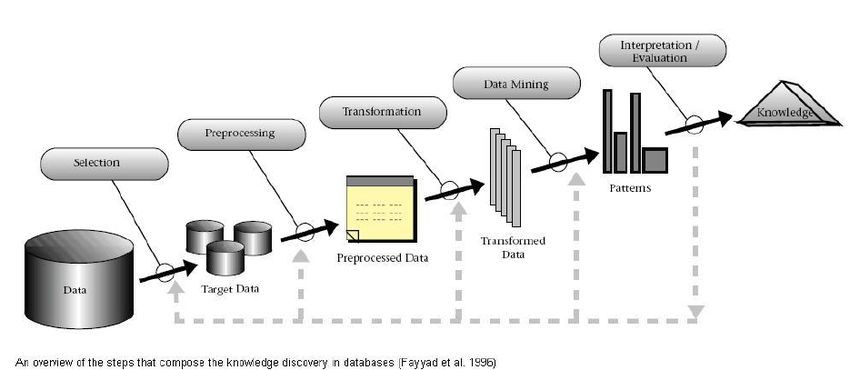 Interpretation /
Evaluation
Data Mining
Knowledge
Transformation
Preprocessing
Selection
Patterns
Transformed
Data
Preprocessed Data
Target Data
Data
An overview of the steps that compose the knowledge discovery in databases (Fayyad et al. 1996)